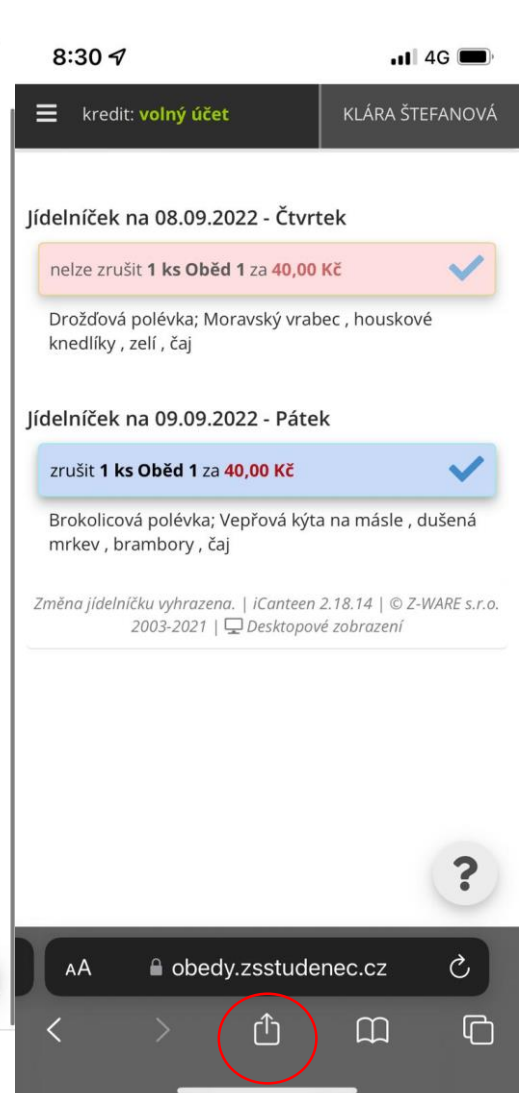 8:30 4G
kredit: volný účet KLÁRA ŠTEFANOVÁ
Jídelníček na 08.09.2022 - Čtvrtek
nelze zrušit 1 ks Oběd 1 za 40,00 Kč
Drožďová polévka; Moravský vrabec , houskové
knedlíky , zelí , čaj
Jídelníček na 09.09.2022 - Pátek
zrušit 1 ks Oběd 1 za 40,00 Kč
Brokolicová polévka; Vepřová kýta na másle , dušená
mrkev , brambory , čaj
Změna jídelníčku vyhrazena. | iCanteen 2.18.14 | © Z-WARE s.r.o.
2003-2021 | Desktopové zobrazení
?
AA obedy.zsstudenec.cz